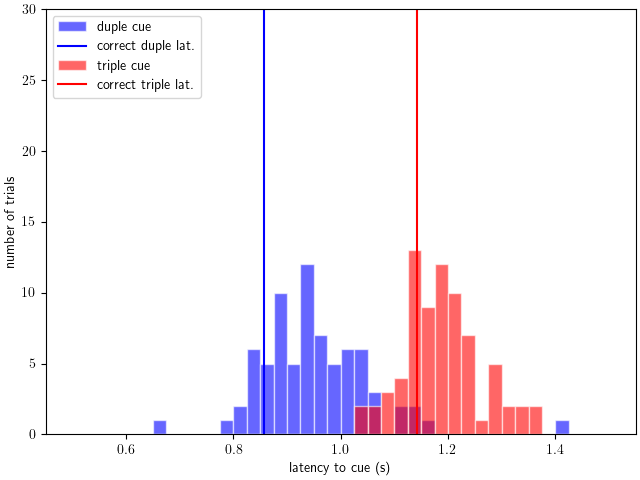 30
25
20
15
10
5
0
number of trials
duple cue
correct duple lat.
triple cue
correct triple lat.
0.6 0.8 1.0 1.2 1.4
latency to cue (s)